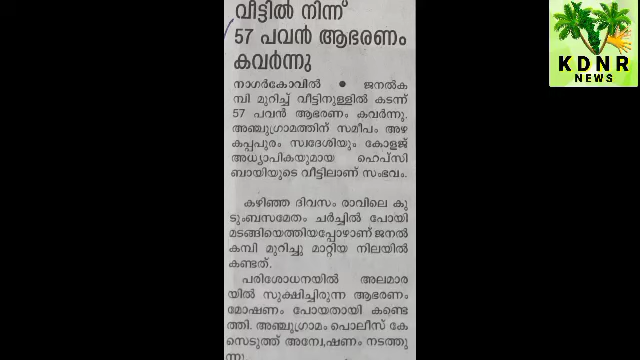 വീട്ടിൽ നിന്ന്
57 പവൻ ആഭരണം
കവർന്നു
നാഗർകോവിൽ ● ജനൽക
മ്പി മുറിച്ച് വീട്ടിനുള്ളിൽ കടന്ന്
57 പവൻ ആഭരണം കവർന്നു.
അഞ്ചുഗ്രാമത്തിന് സമീപം അഴ
കപ്പപുരം സ്വദേശിയും കോളജ്
അധ്യാപികയുമായ ഹെപ്സി
ബായിയുടെ വീട്ടിലാണ് സംഭവം.
കഴിഞ്ഞ ദിവസം രാവിലെ കു
ടുംബസമേതം ചർച്ചിൽ പോയി
മടങ്ങിയെത്തിയപ്പോഴാണ് ജനൽ
കമ്പി മുറിച്ചു മാറ്റിയ നിലയിൽ
കണ്ടത്.
പരിശോധനയിൽ അലമാര
യിൽ സൂക്ഷിച്ചിരുന്ന ആഭരണം
മോഷണം പോയതായി കണ്ടെ
ത്തി. അഞ്ചുഗ്രാമം പൊലീസ് കേ
സെടുത്ത് അന്വേഷണം നടത്തു
ന്നു.
KDNR
NEWS